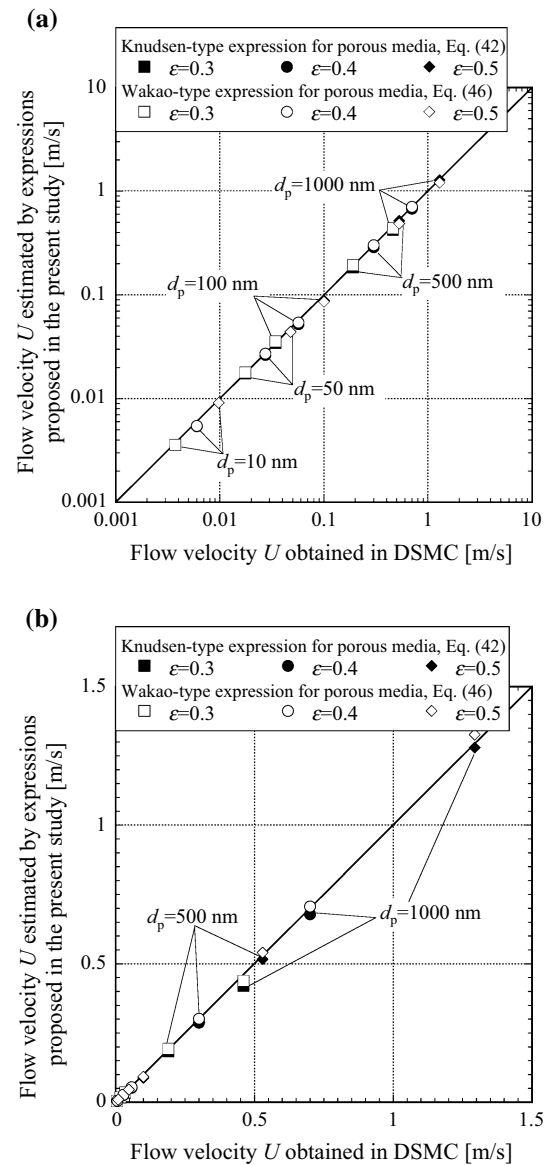 (a)
Knudsen-type expression for porous media, Eq. (42)
ε=0.3 ε=0.4 ε=0.5
Wakao-type expression for porous media, Eq. (46)
ε=0.3 ε=0.4 ε=0.5
Flow velocity U estimated by expressions
proposed in the present study [m/s]
10
1
0.1
0.01
0.001
dp=1000 nm
dp=500 nm
dp=100 nm
dp=50 nm
dp=10 nm
0.001 0.01 0.1 1 10
Flow velocity U obtained in DSMC [m/s]
(b)
Knudsen-type expression for porous media, Eq. (42)
ε=0.3 ε=0.4 ε=0.5
Wakao-type expression for porous media, Eq. (46)
ε=0.3 ε=0.4 ε=0.5
Flow velocity U estimated by expressions
proposed in the present study [m/s]
1.5
1
0.5
0
dp=500 nm
dp=1000 nm
0 0.5 1 1.5
Flow velocity U obtained in DSMC [m/s]